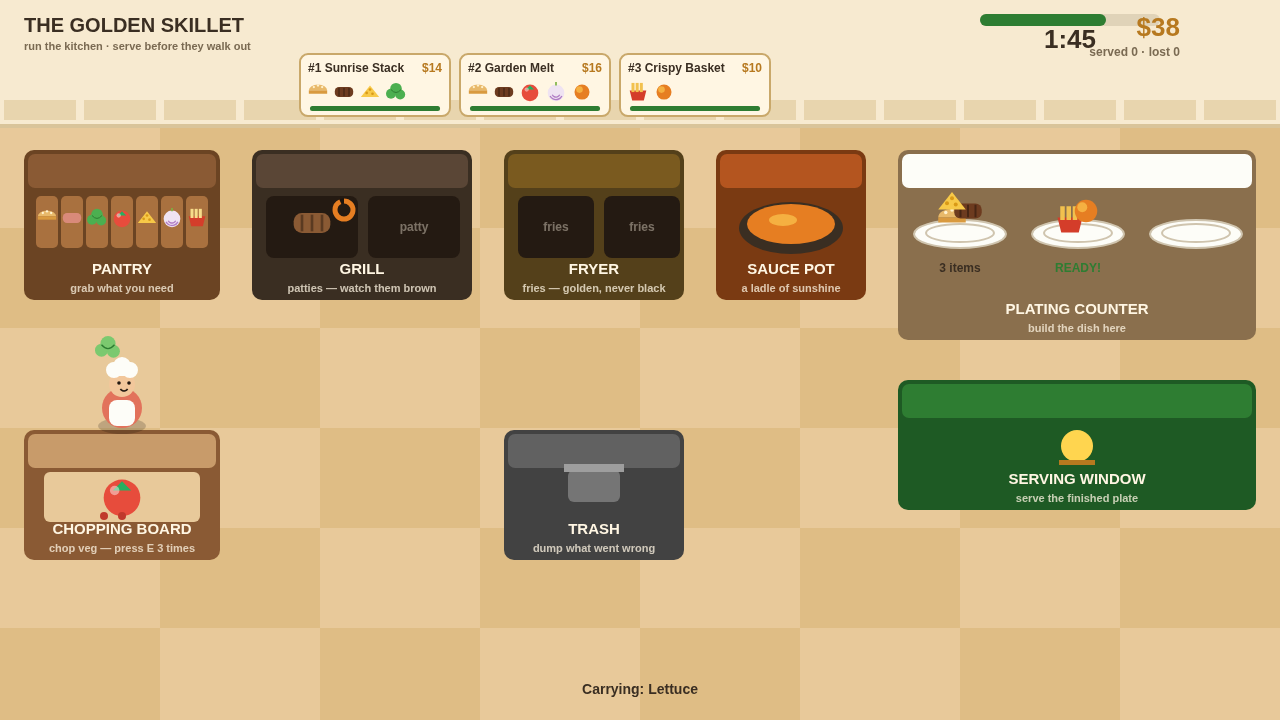 THE GOLDEN SKILLET
run the kitchen · serve before they walk out
1:45
$38
served 0 · lost 0
#1 Sunrise Stack $14
#2 Garden Melt $16
#3 Crispy Basket $10
PANTRY
grab what you need
patty
GRILL
patties — watch them brown
fries
fries
FRYER
fries — golden, never black
SAUCE POT
a ladle of sunshine
3 items
READY!
PLATING COUNTER
build the dish here
CHOPPING BOARD
chop veg — press E 3 times
TRASH
dump what went wrong
SERVING WINDOW
serve the finished plate
Carrying: Lettuce